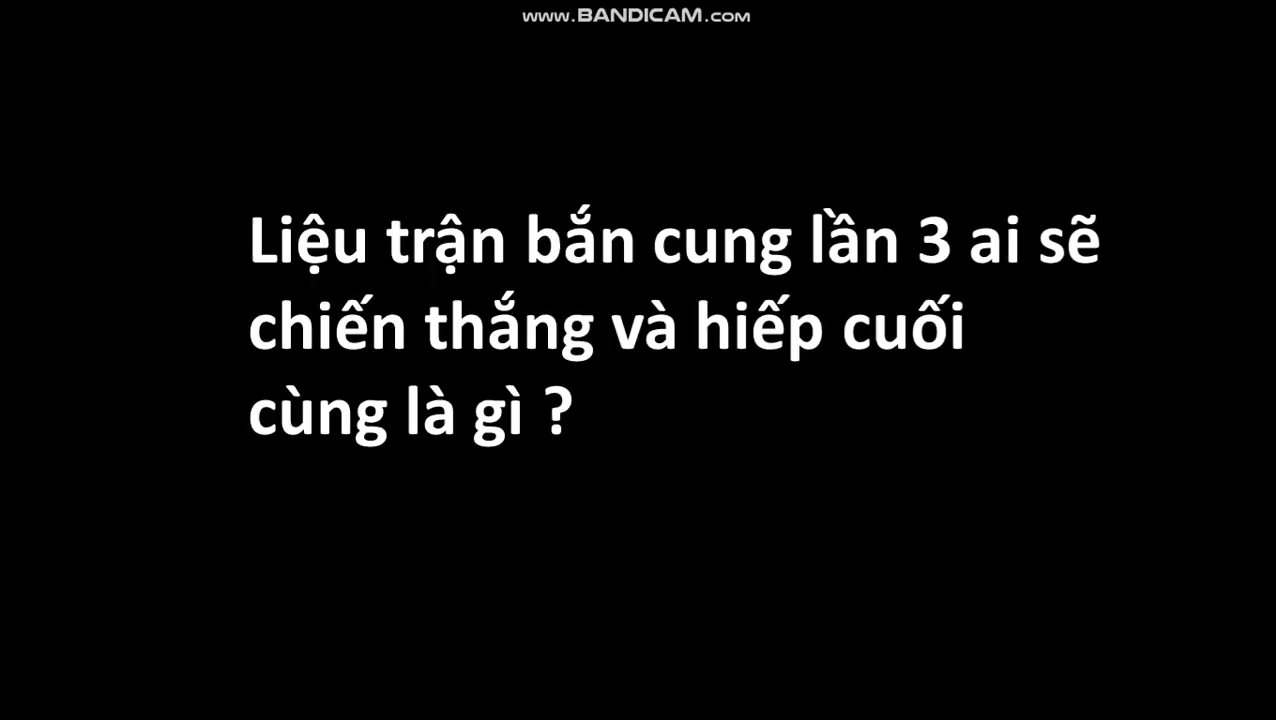 www.BANDICAM.com
Liệu trận bắn cung lần 3 ai sẽ
chiến thắng và hiếp cuối
cùng là gì ?